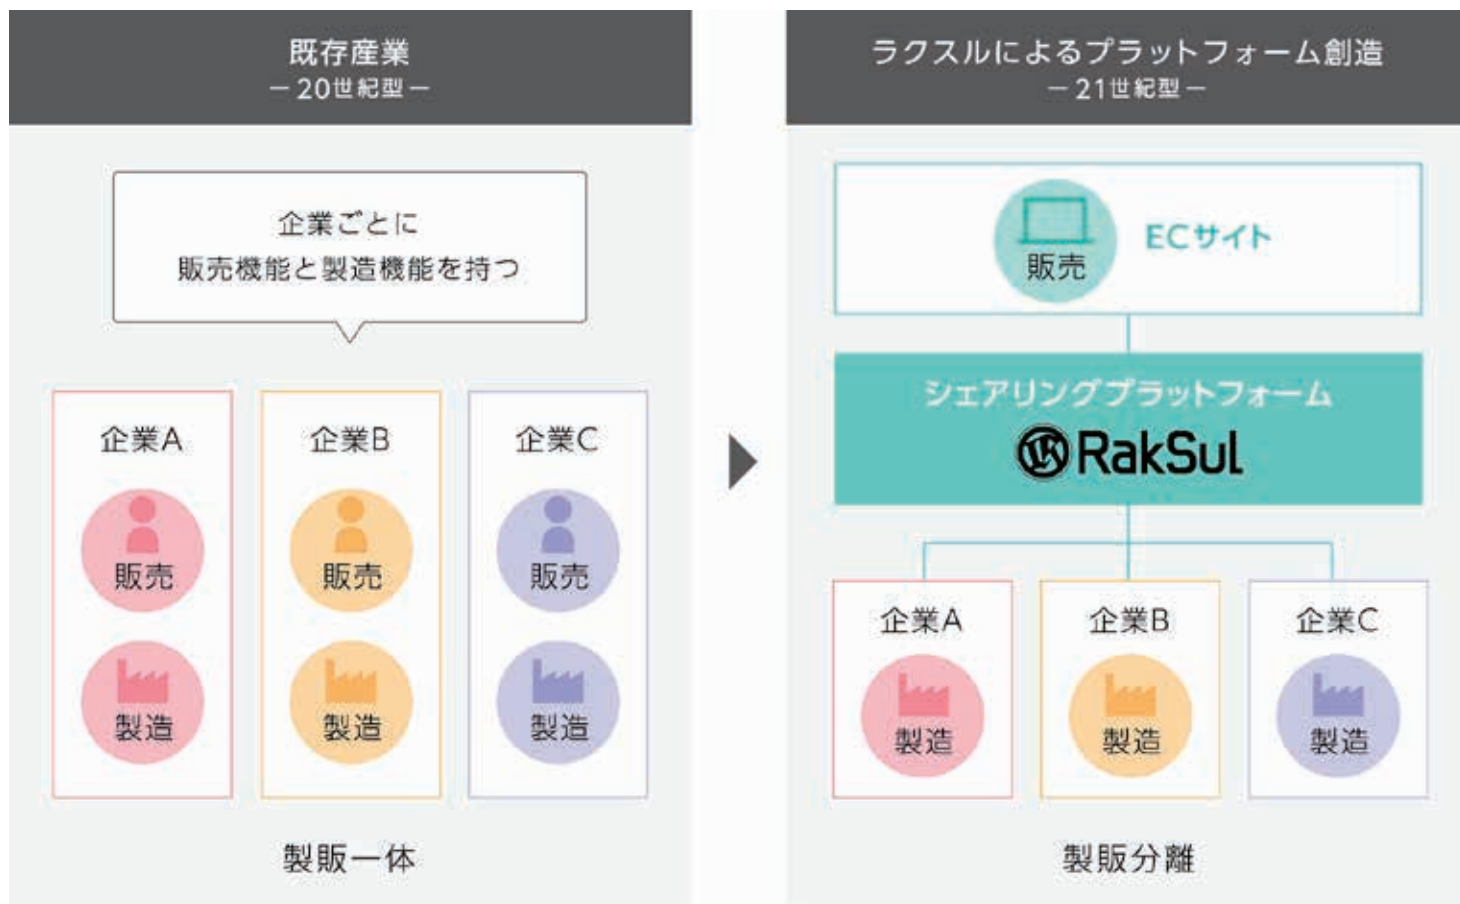 既存産業
－20世紀型－
企業ごとに
販売機能と製造機能を持つ
企業A
企業B
企業C
販売
販売
販売
製造
製造
製造
製販一体
ラクスルによるプラットフォーム創造
－21世紀型－
販売
ECサイト
シェアリングプラットフォーム
RakSul
企業A
企業B
企業C
製造
製造
製造
製販分離